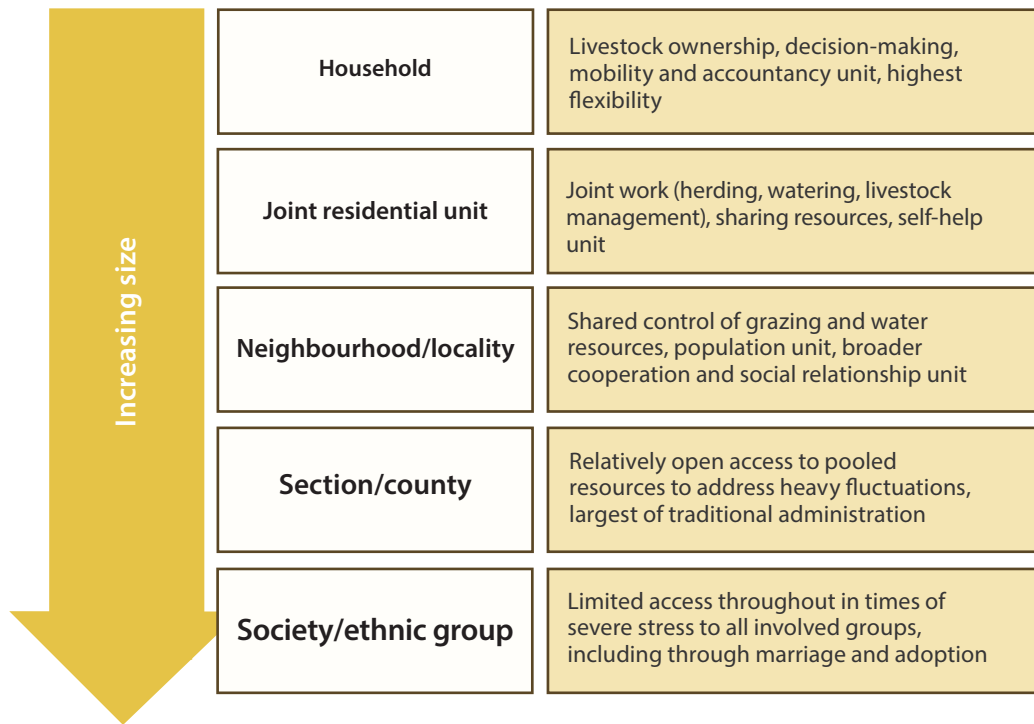 Increasing size
Household
Livestock ownership, decision-making,
mobility and accountancy unit, highest
flexibility
Joint residential unit
Joint work (herding, watering, livestock
management), sharing resources, self-help
unit
Neighbourhood/locality
Shared control of grazing and water
resources, population unit, broader
cooperation and social relationship unit
Section/county
Relatively open access to pooled
resources to address heavy fluctuations,
largest of traditional administration
Society/ethnic group
Limited access throughout in times of
severe stress to all involved groups,
including through marriage and adoption